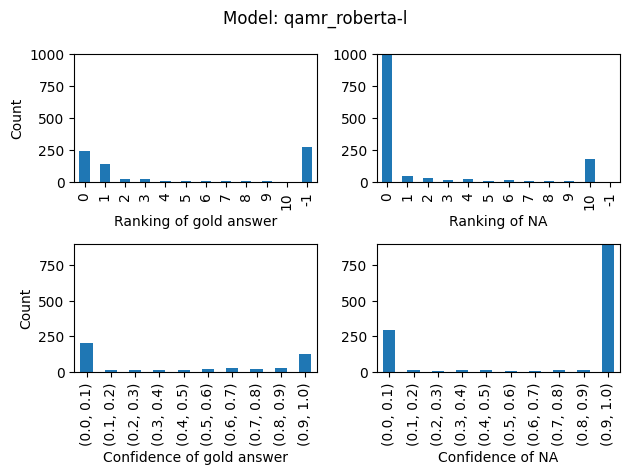 Model: qamr_roberta-l
1000
750
500
250
0
Count
0 1 2 3 4 5 6 7 8 9 10 -1
Ranking of gold answer
1000
750
500
250
0
0 1 2 3 4 5 6 7 8 9 10 -1
Ranking of NA
750
500
250
0
Count
(0.0, 0.1) (0.1, 0.2) (0.2, 0.3) (0.3, 0.4) (0.4, 0.5) (0.5, 0.6) (0.6, 0.7) (0.7, 0.8) (0.8, 0.9) (0.9, 1.0)
Confidence of gold answer
750
500
250
0
(0.0, 0.1) (0.1, 0.2) (0.2, 0.3) (0.3, 0.4) (0.4, 0.5) (0.5, 0.6) (0.6, 0.7) (0.7, 0.8) (0.8, 0.9) (0.9, 1.0)
Confidence of NA